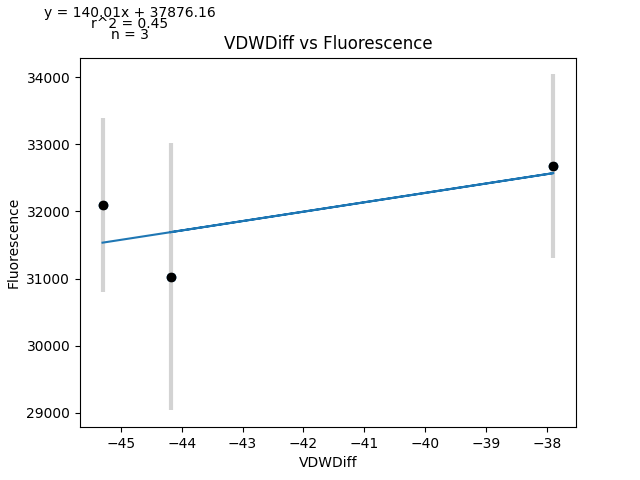 y = 140.01x + 37876.16
r^2 = 0.45
n = 3
VDWDiff vs Fluorescence
34000
33000
32000
31000
30000
29000
Fluorescence
−45
−44
−43
−42
−41
−40
−39
−38
VDWDiff